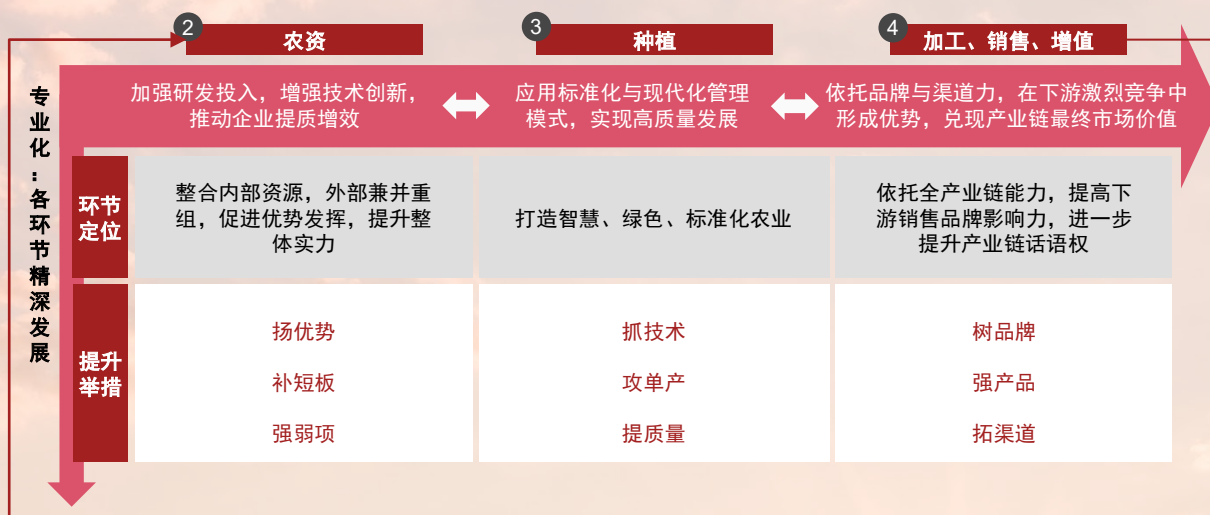 2
农资
3
种植
4
加工、销售、增值
专业化：各环节精深发展
加强研发投入，增强技术创新，
推动企业提质增效
应用标准化与现代化管理
模式，实现高质量发展
依托品牌与渠道力，在下游激烈竞争中
形成优势，兑现产业链最终市场价值
环节
定位
整合内部资源，外部兼并重
组，促进优势发挥，提升整
体实力
打造智慧、绿色、标准化农业
依托全产业链能力，提高下
游销售品牌影响力，进一步
提升产业链话语权
提升
举措
扬优势
补短板
强弱项
抓技术
攻单产
提质量
树品牌
强产品
拓渠道